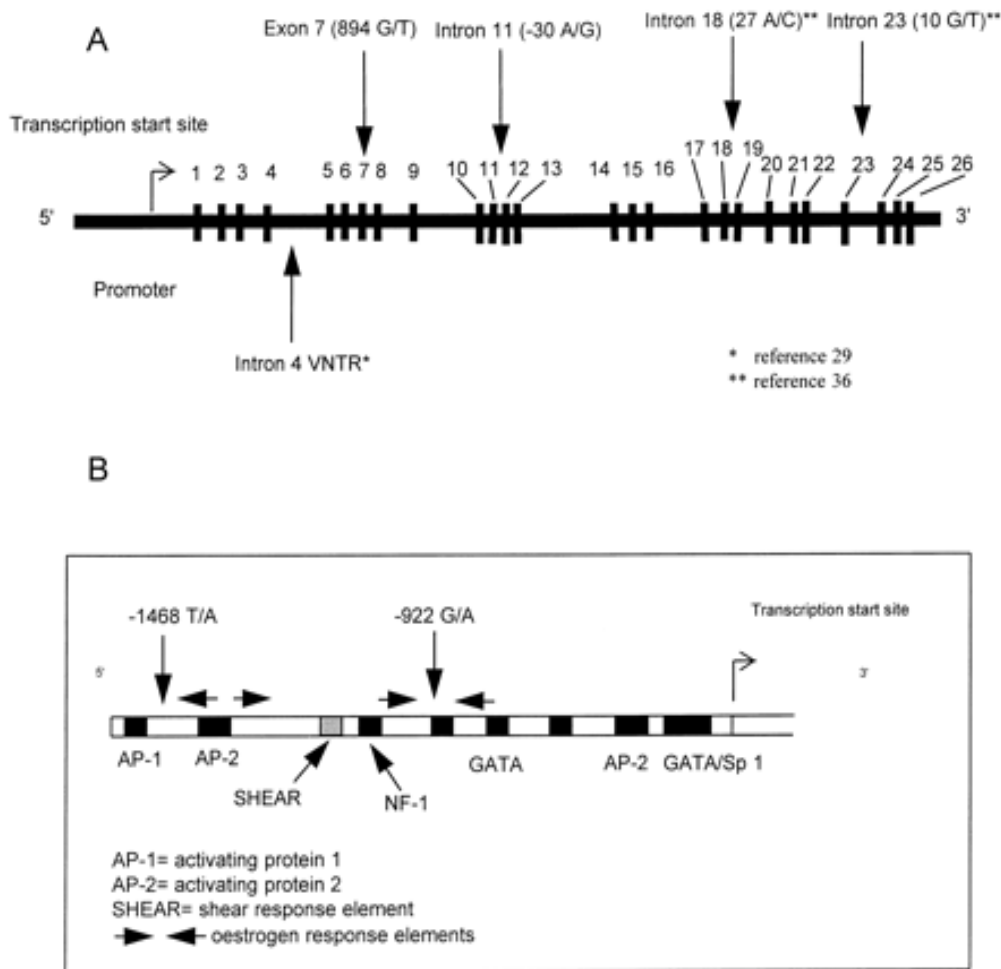 A
Exon 7 (894 G/T)
Intron 11 (-30 A/G)
Intron 18 (27 A/C)**
Intron 23 (10 G/T)**
Transcription start site
1 2 3 4 5 6 7 8 9 10 11 12 13 14 15 16 17 18 19 20 21 22 23 24 25 26
5' 3'
Promoter
Intron 4 VNTR*
* reference 29
** reference 36
B
-1468 T/A
-922 G/A
Transcription start site
5' 3'
AP-1 AP-2 GATA AP-2 GATA/Sp 1
SHEAR NF-1
AP-1= activating protein 1
AP-2= activating protein 2
SHEAR= shear response element
oestrogen response elements